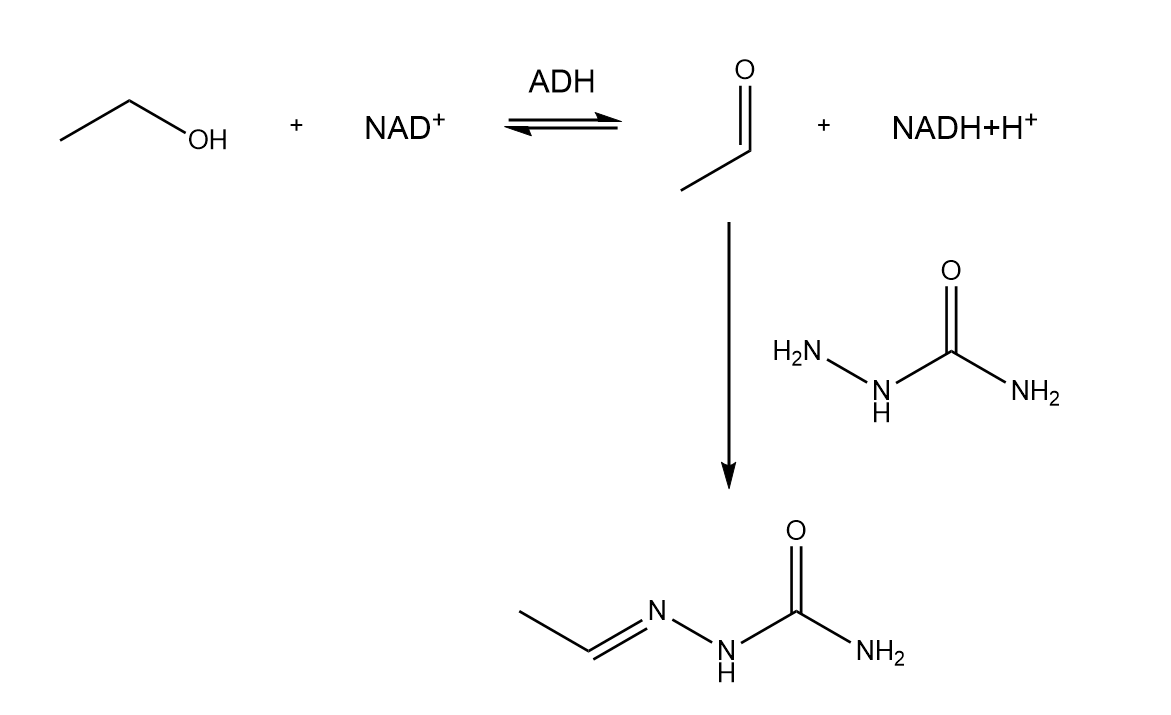 ADH
OH + NAD+ O + NADH+H+
O
H2N N H NH2
O
N N H NH2